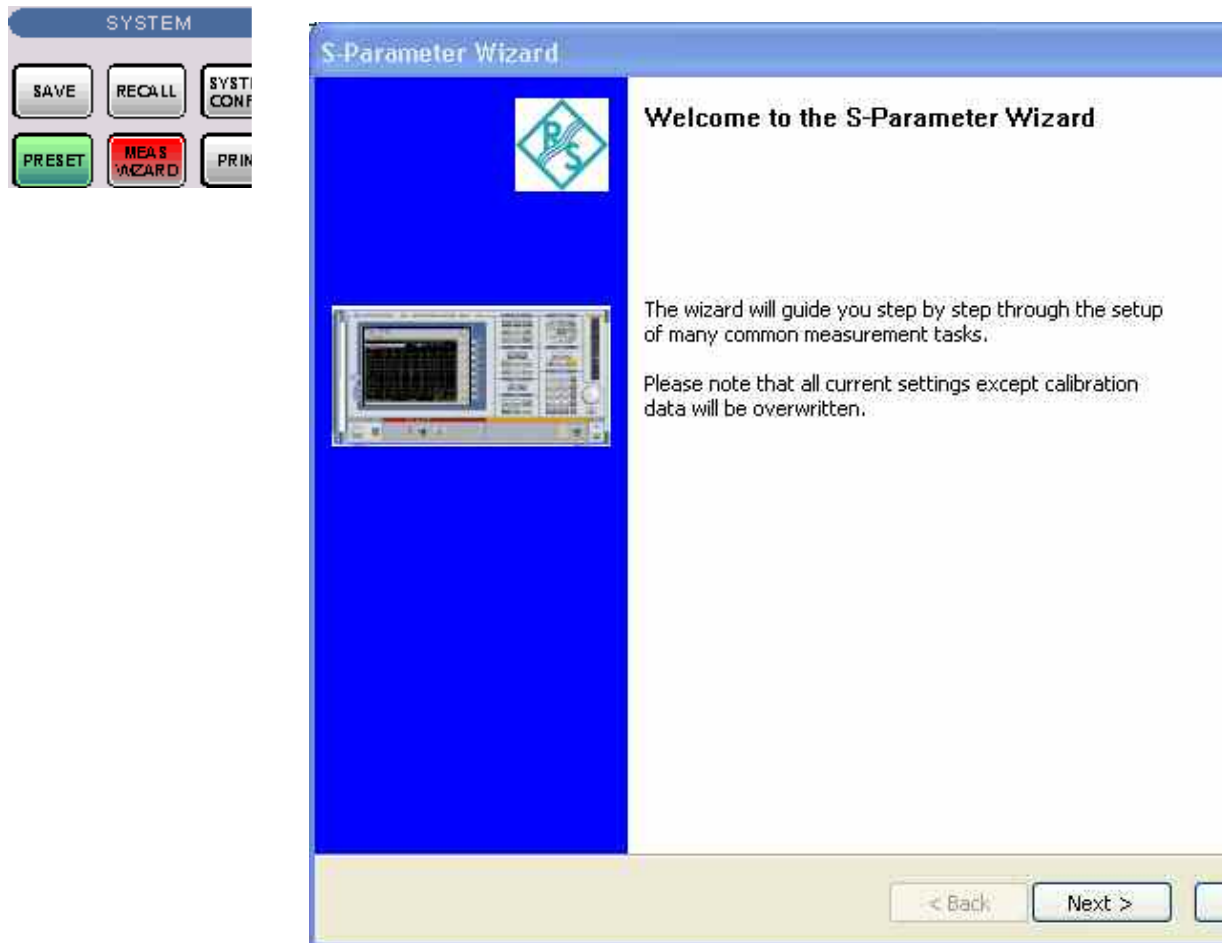 SYSTEM
SAVE
RECALL
PRESET
MEAS
WIZARD
S-Parameter Wizard
R
S
Welcome to the S-Parameter Wizard
The wizard will guide you step by step through the setup
of many common measurement tasks.
Please note that all current settings except calibration
data will be overwritten.
< Back
Next >